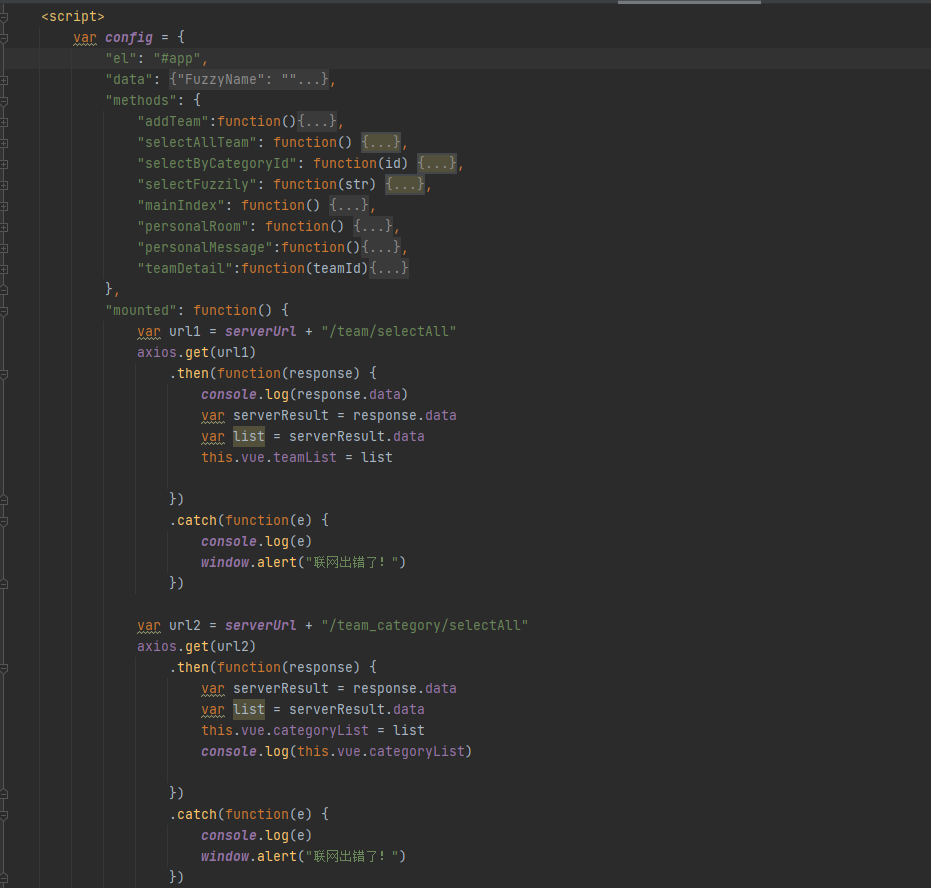 <script>
var config = {
"el": "#app",
"data": {"FuzzyName": ""...},
"methods": {
"addTeam":function(){...},
"selectAllTeam": function() {...},
"selectByCategoryId": function(id) {...},
"selectFuzzily": function(str) {...},
"mainIndex": function() {...},
"personalRoom": function() {...},
"personalMessage":function(){...},
"teamDetail":function(teamId){...}
},
"mounted": function() {
var url1 = serverUrl + "/team/selectAll"
axios.get(url1)
.then(function(response) {
console.log(response.data)
var serverResult = response.data
var list = serverResult.data
this.vue.teamList = list
})
.catch(function(e) {
console.log(e)
window.alert("联网出错了！")
})
var url2 = serverUrl + "/team_category/selectAll"
axios.get(url2)
.then(function(response) {
var serverResult = response.data
var list = serverResult.data
this.vue.categoryList = list
console.log(this.vue.categoryList)
})
.catch(function(e) {
console.log(e)
window.alert("联网出错了！")
})